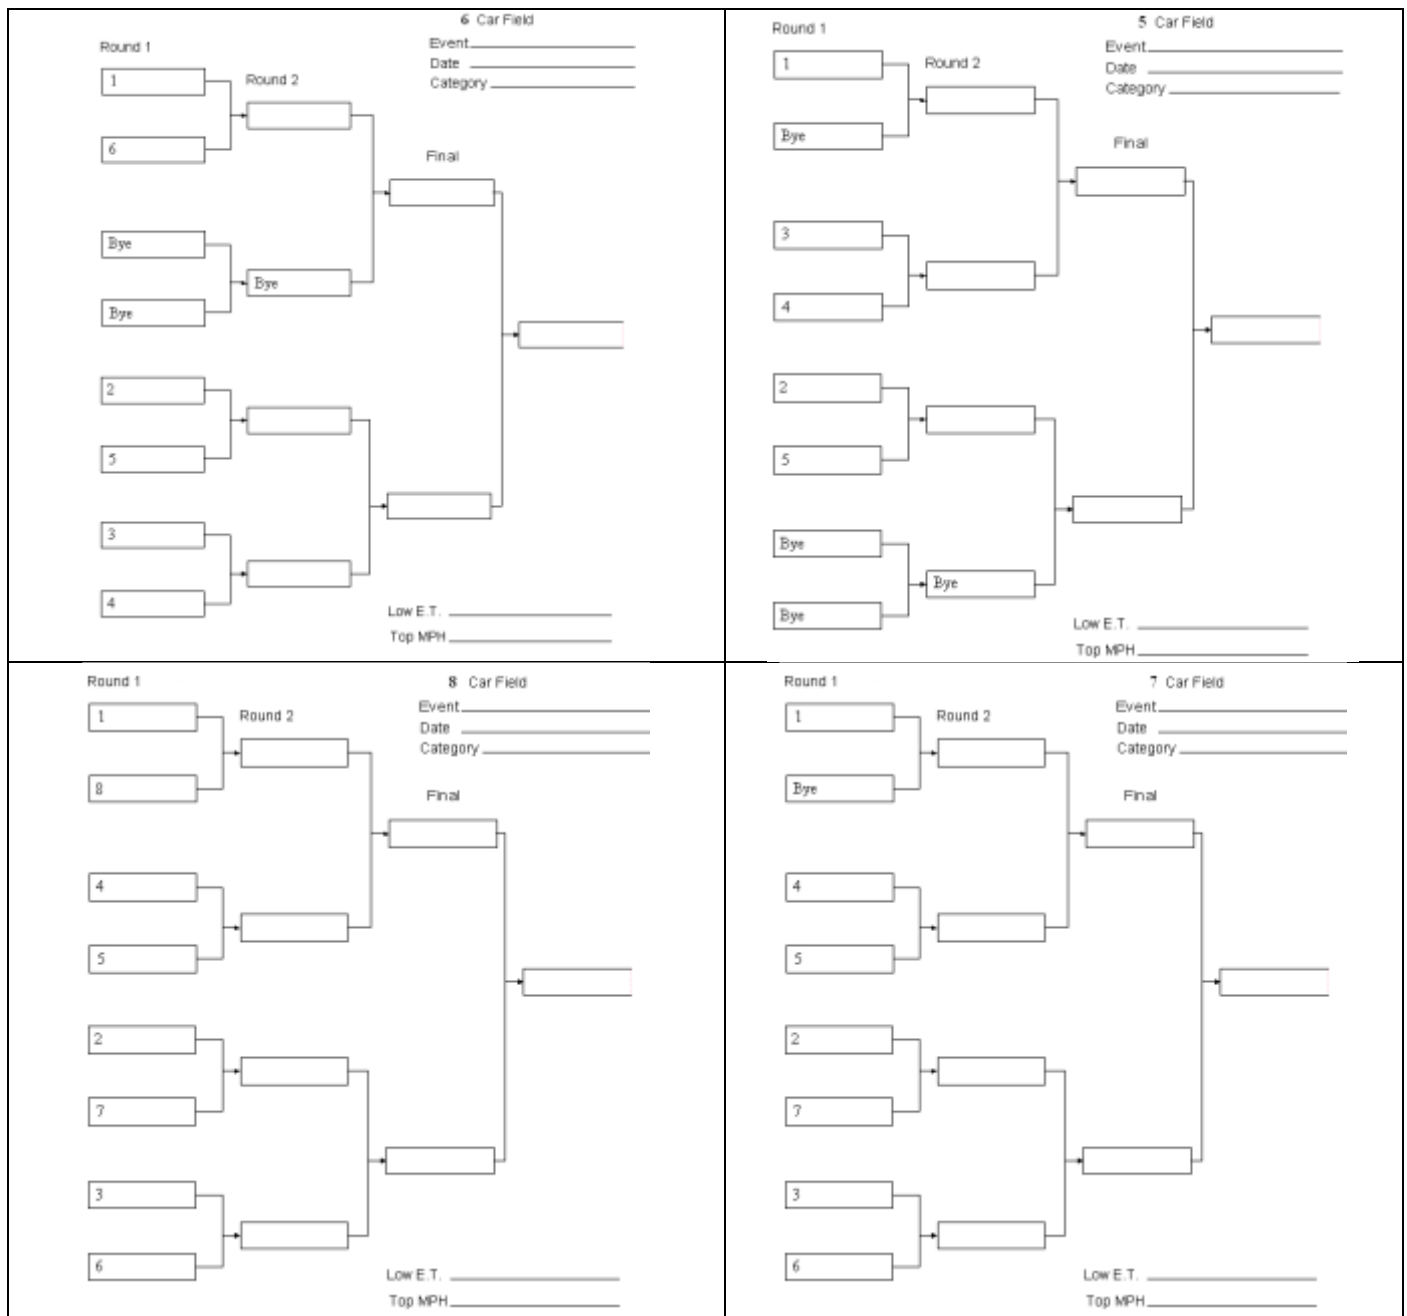 6 Car Field
Round 1
Event
Date
Category
1
Round 2
6
Final
Bye
Bye
Bye
2
5
3
4
Low E.T.
Top MPH
5 Car Field
Round 1
Event
Date
Category
1
Round 2
Bye
Final
3
4
2
5
Bye
Bye
Bye
Low E.T.
Top MPH
Round 1
8 Car Field
Event
Date
Category
1
Round 2
8
Final
4
5
2
7
3
6
Low E.T.
Top MPH
Round 1
7 Car Field
Event
Date
Category
1
Round 2
Bye
Final
4
5
2
7
3
6
Low E.T.
Top MPH